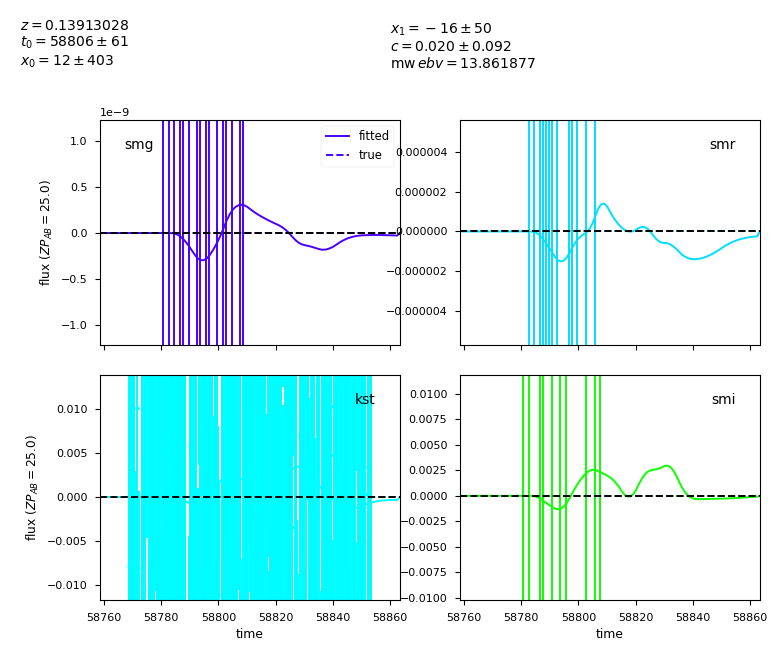 z = 0.13913028
t0 = 58806 ± 61
x0 = 12 ± 403
x1 = −16 ± 50
c = 0.020 ± 0.092
mw ebv = 13.861877
1e−9
smg
fitted
true
1.0
0.5
0.0
−0.5
−1.0
flux (ZP_AB = 25.0)
smr
0.000004
0.000002
0.000000
−0.000002
−0.000004
kst
0.010
0.005
0.000
−0.005
−0.010
flux (ZP_AB = 25.0)
58760 58780 58800 58820 58840 58860
time
smi
0.0100
0.0075
0.0050
0.0025
0.0000
−0.0025
−0.0050
−0.0075
−0.0100
58760 58780 58800 58820 58840 58860
time